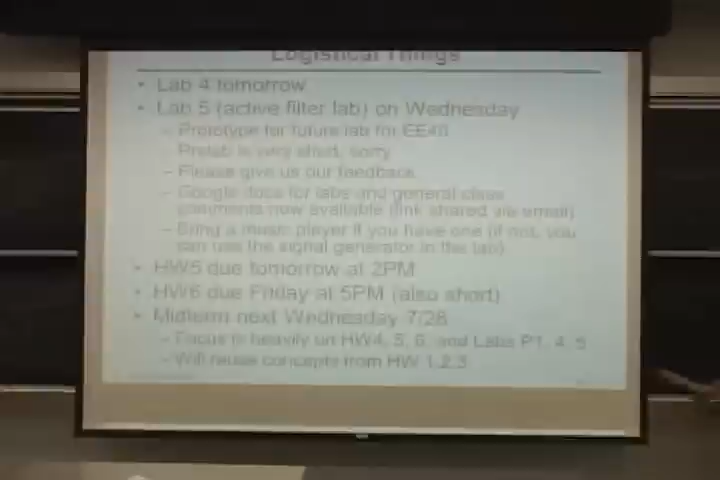 Logistical Things
• Lab 4 tomorrow
• Lab 5 (active filter lab) on Wednesday
– Prototype for future lab for EE40
– Prelab is very short, sorry
– Please give us our feedback
– Google docs for labs and general class
comments now available (link shared via email)
– Bring a music player if you have one (if not, you
can use the signal generator in the lab)
• HW5 due tomorrow at 2PM
• HW6 due Friday at 5PM (also short)
• Midterm next Wednesday 7/28
– Focus is heavily on HW4, 5, 6, and Labs P1, 4, 5
– Will reuse concepts from HW 1,2,3